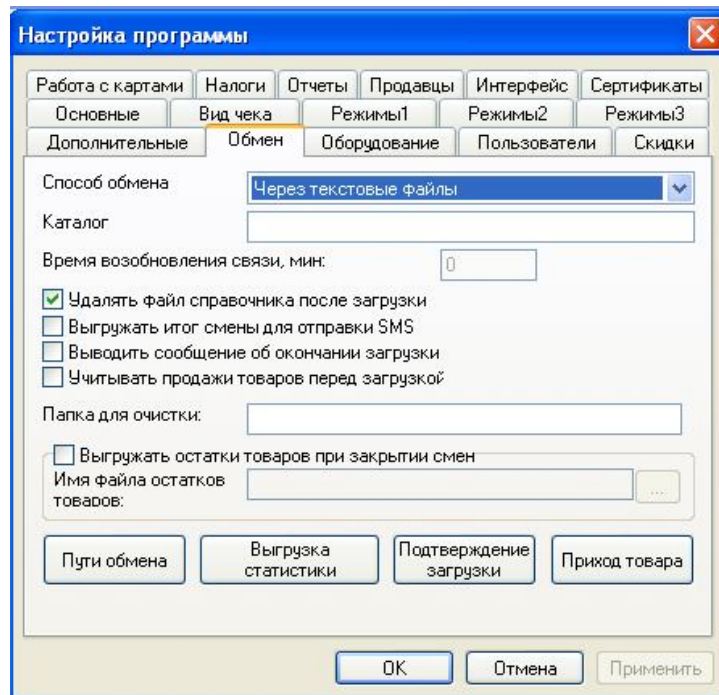 Настройка программы
Работа с картами Налоги Отчеты Продавцы Интерфейс Сертификаты
Основные Вид чека Режимы1 Режимы2 Режимы3
Дополнительные Обмен Оборудование Пользователи Скидки
Способ обмена Через текстовые файлы
Каталог
Время возобновления связи, мин: 0
Удалять файл справочника после загрузки
Выгружать итог смены для отправки SMS
Выводить сообщение об окончании загрузки
Учитывать продажи товаров перед загрузкой
Папка для очистки:
Выгружать остатки товаров при закрытии смен
Имя файла остатков
товаров: ...
Пути обмена Выгрузка статистики Подтверждение загрузки Приход товара
OK Отмена Применить